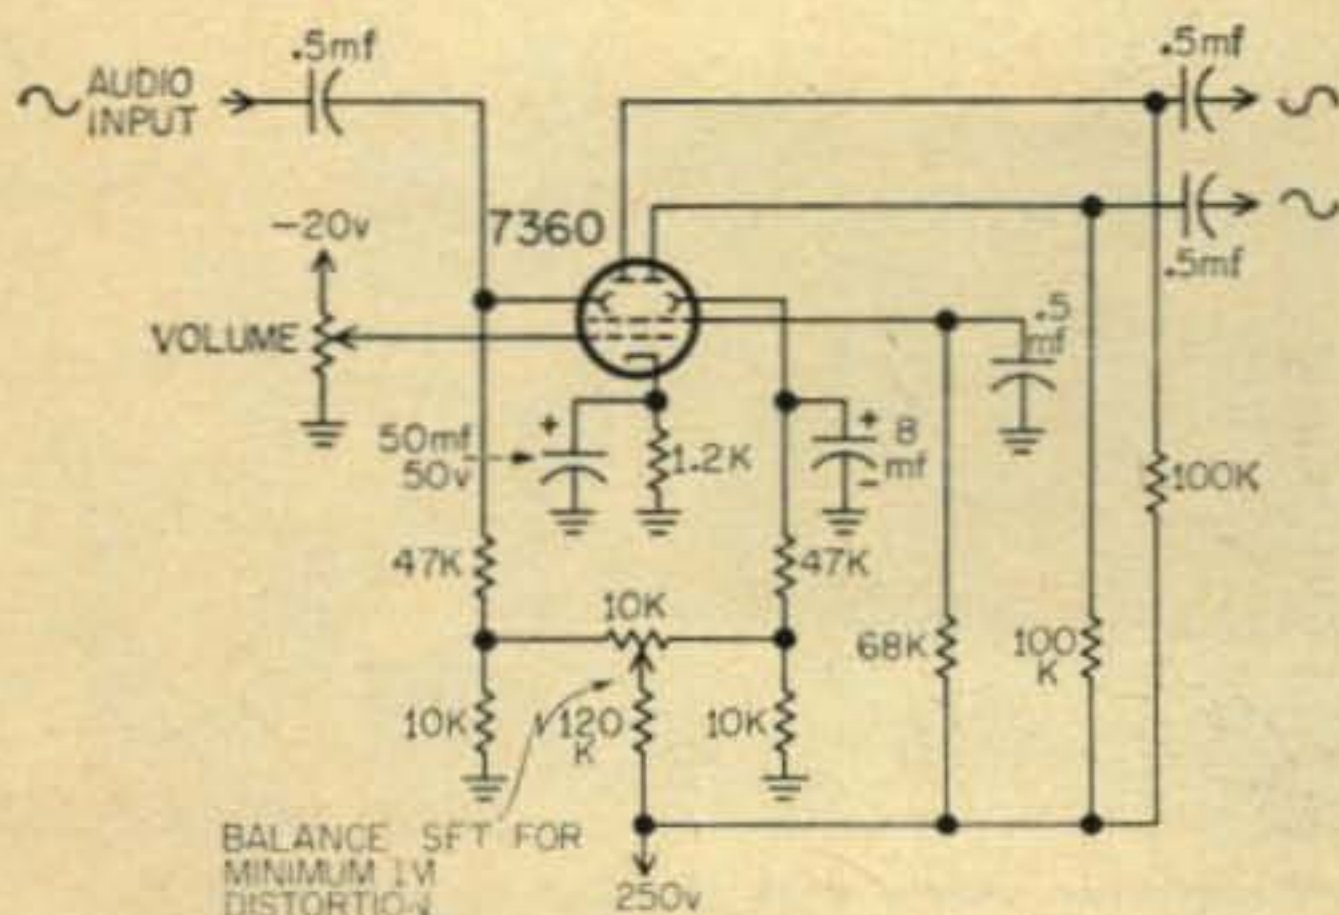 .5mf
.5mf
∿ AUDIO
INPUT
∿
∿
-20v
7360
.5mf
VOLUME
.5
mf
50mf
50v
+
1.2K
+
8
mf
-
100K
47K
47K
10K
68K
100
K
10K
120
K
10K
BALANCE SET FOR
MINIMUM IM
DISTORTION
250v